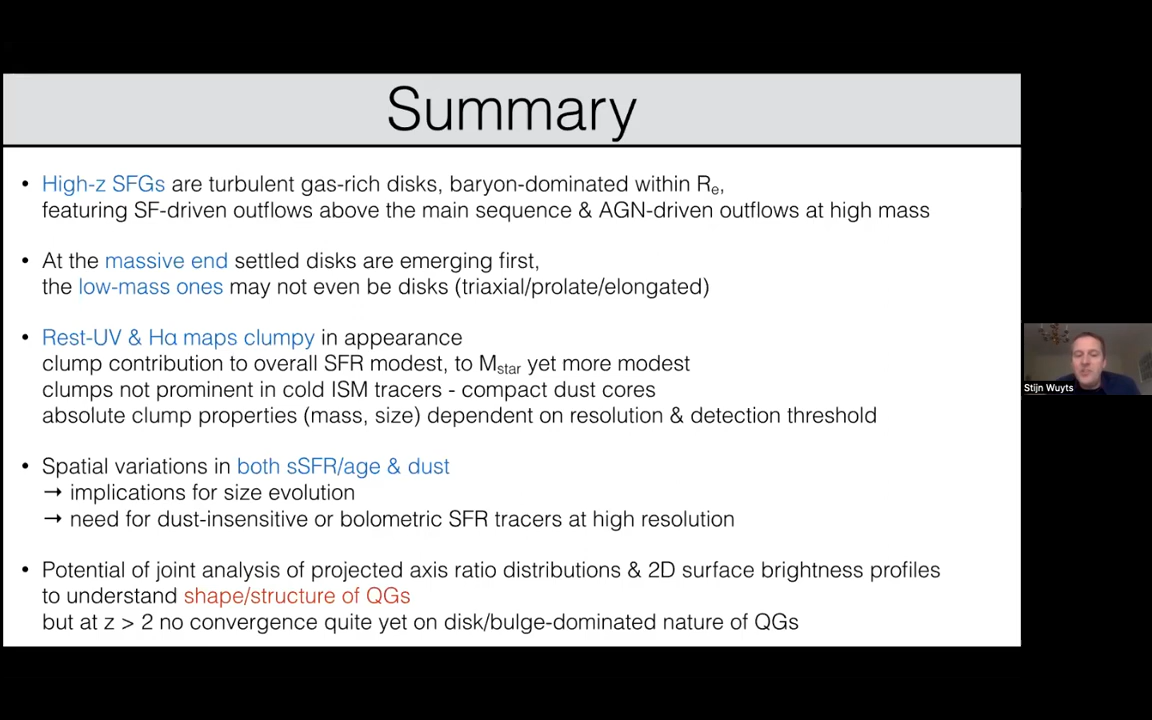 Summary
• High-z SFGs are turbulent gas-rich disks, baryon-dominated within Re,
featuring SF-driven outflows above the main sequence & AGN-driven outflows at high mass
• At the massive end settled disks are emerging first,
the low-mass ones may not even be disks (triaxial/prolate/elongated)
• Rest-UV & Hα maps clumpy in appearance
clump contribution to overall SFR modest, to Mstar yet more modest
clumps not prominent in cold ISM tracers - compact dust cores
absolute clump properties (mass, size) dependent on resolution & detection threshold
• Spatial variations in both sSFR/age & dust
→ implications for size evolution
→ need for dust-insensitive or bolometric SFR tracers at high resolution
• Potential of joint analysis of projected axis ratio distributions & 2D surface brightness profiles
to understand shape/structure of QGs
but at z > 2 no convergence quite yet on disk/bulge-dominated nature of QGs
Stijn Wuyts